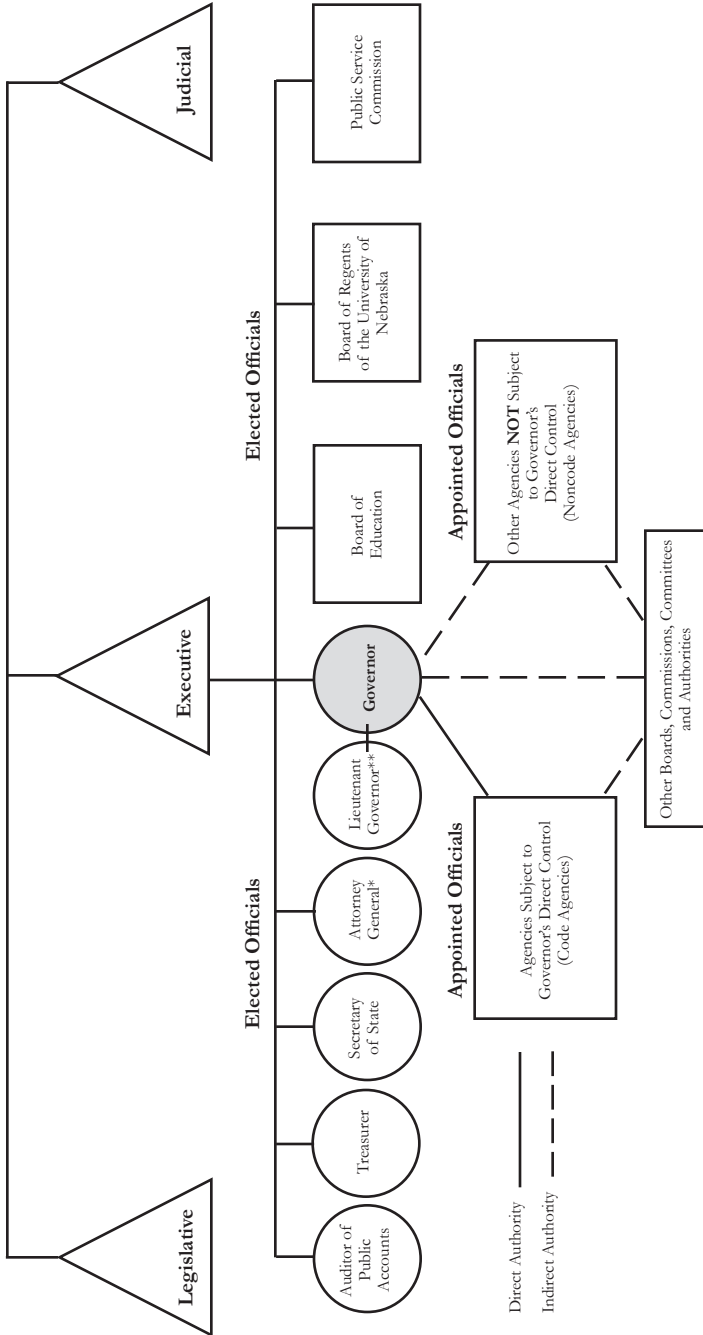 Legislative
Executive
Judicial
Elected Officials
Elected Officials
Auditor of
Public
Accounts
Treasurer
Secretary
of State
Attorney
General*
Lieutenant
Governor**
Governor
Board of
Education
Board of Regents
of the University of
Nebraska
Public Service
Commission
Appointed Officials
Appointed Officials
Agencies Subject to
Governor's Direct Control
(Code Agencies)
Other Agencies NOT Subject
to Governor's
Direct Control
(Noncode Agencies)
Other Boards, Commissions, Committees
and Authorities
Direct Authority
Indirect Authority